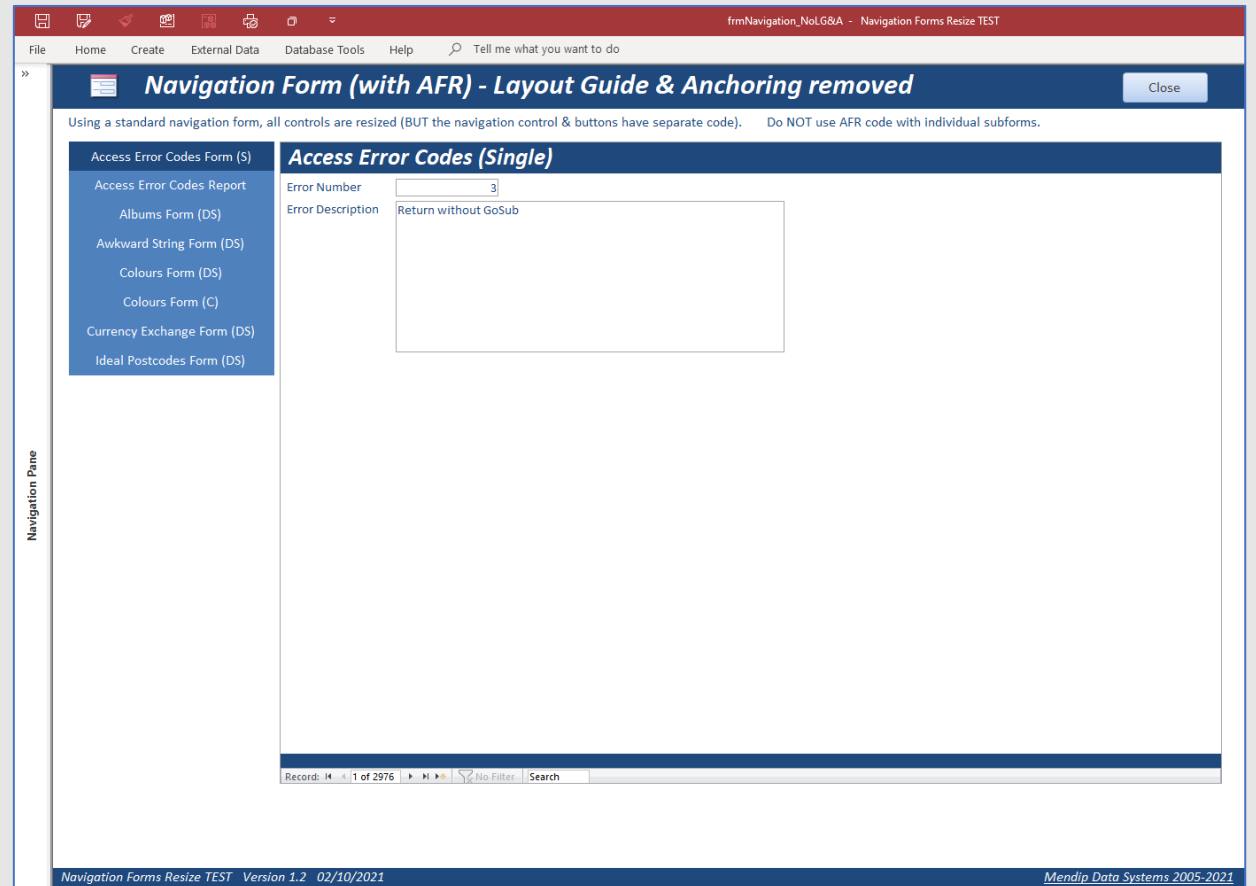 frmNavigation_NoLG&A - Navigation Forms Resize TEST
File Home Create External Data Database Tools Help Tell me what you want to do
»
Navigation Form (with AFR) - Layout Guide & Anchoring removed
Close
Using a standard navigation form, all controls are resized (BUT the navigation control & buttons have separate code). Do NOT use AFR code with individual subforms.
Access Error Codes Form (S)
Access Error Codes Report
Albums Form (DS)
Awkward String Form (DS)
Colours Form (DS)
Colours Form (C)
Currency Exchange Form (DS)
Ideal Postcodes Form (DS)
Access Error Codes (Single)
Error Number 3
Error Description Return without GoSub
Navigation Pane
Record: 1 of 2976 No Filter Search
Navigation Forms Resize TEST Version 1.2 02/10/2021 Mendip Data Systems 2005-2021